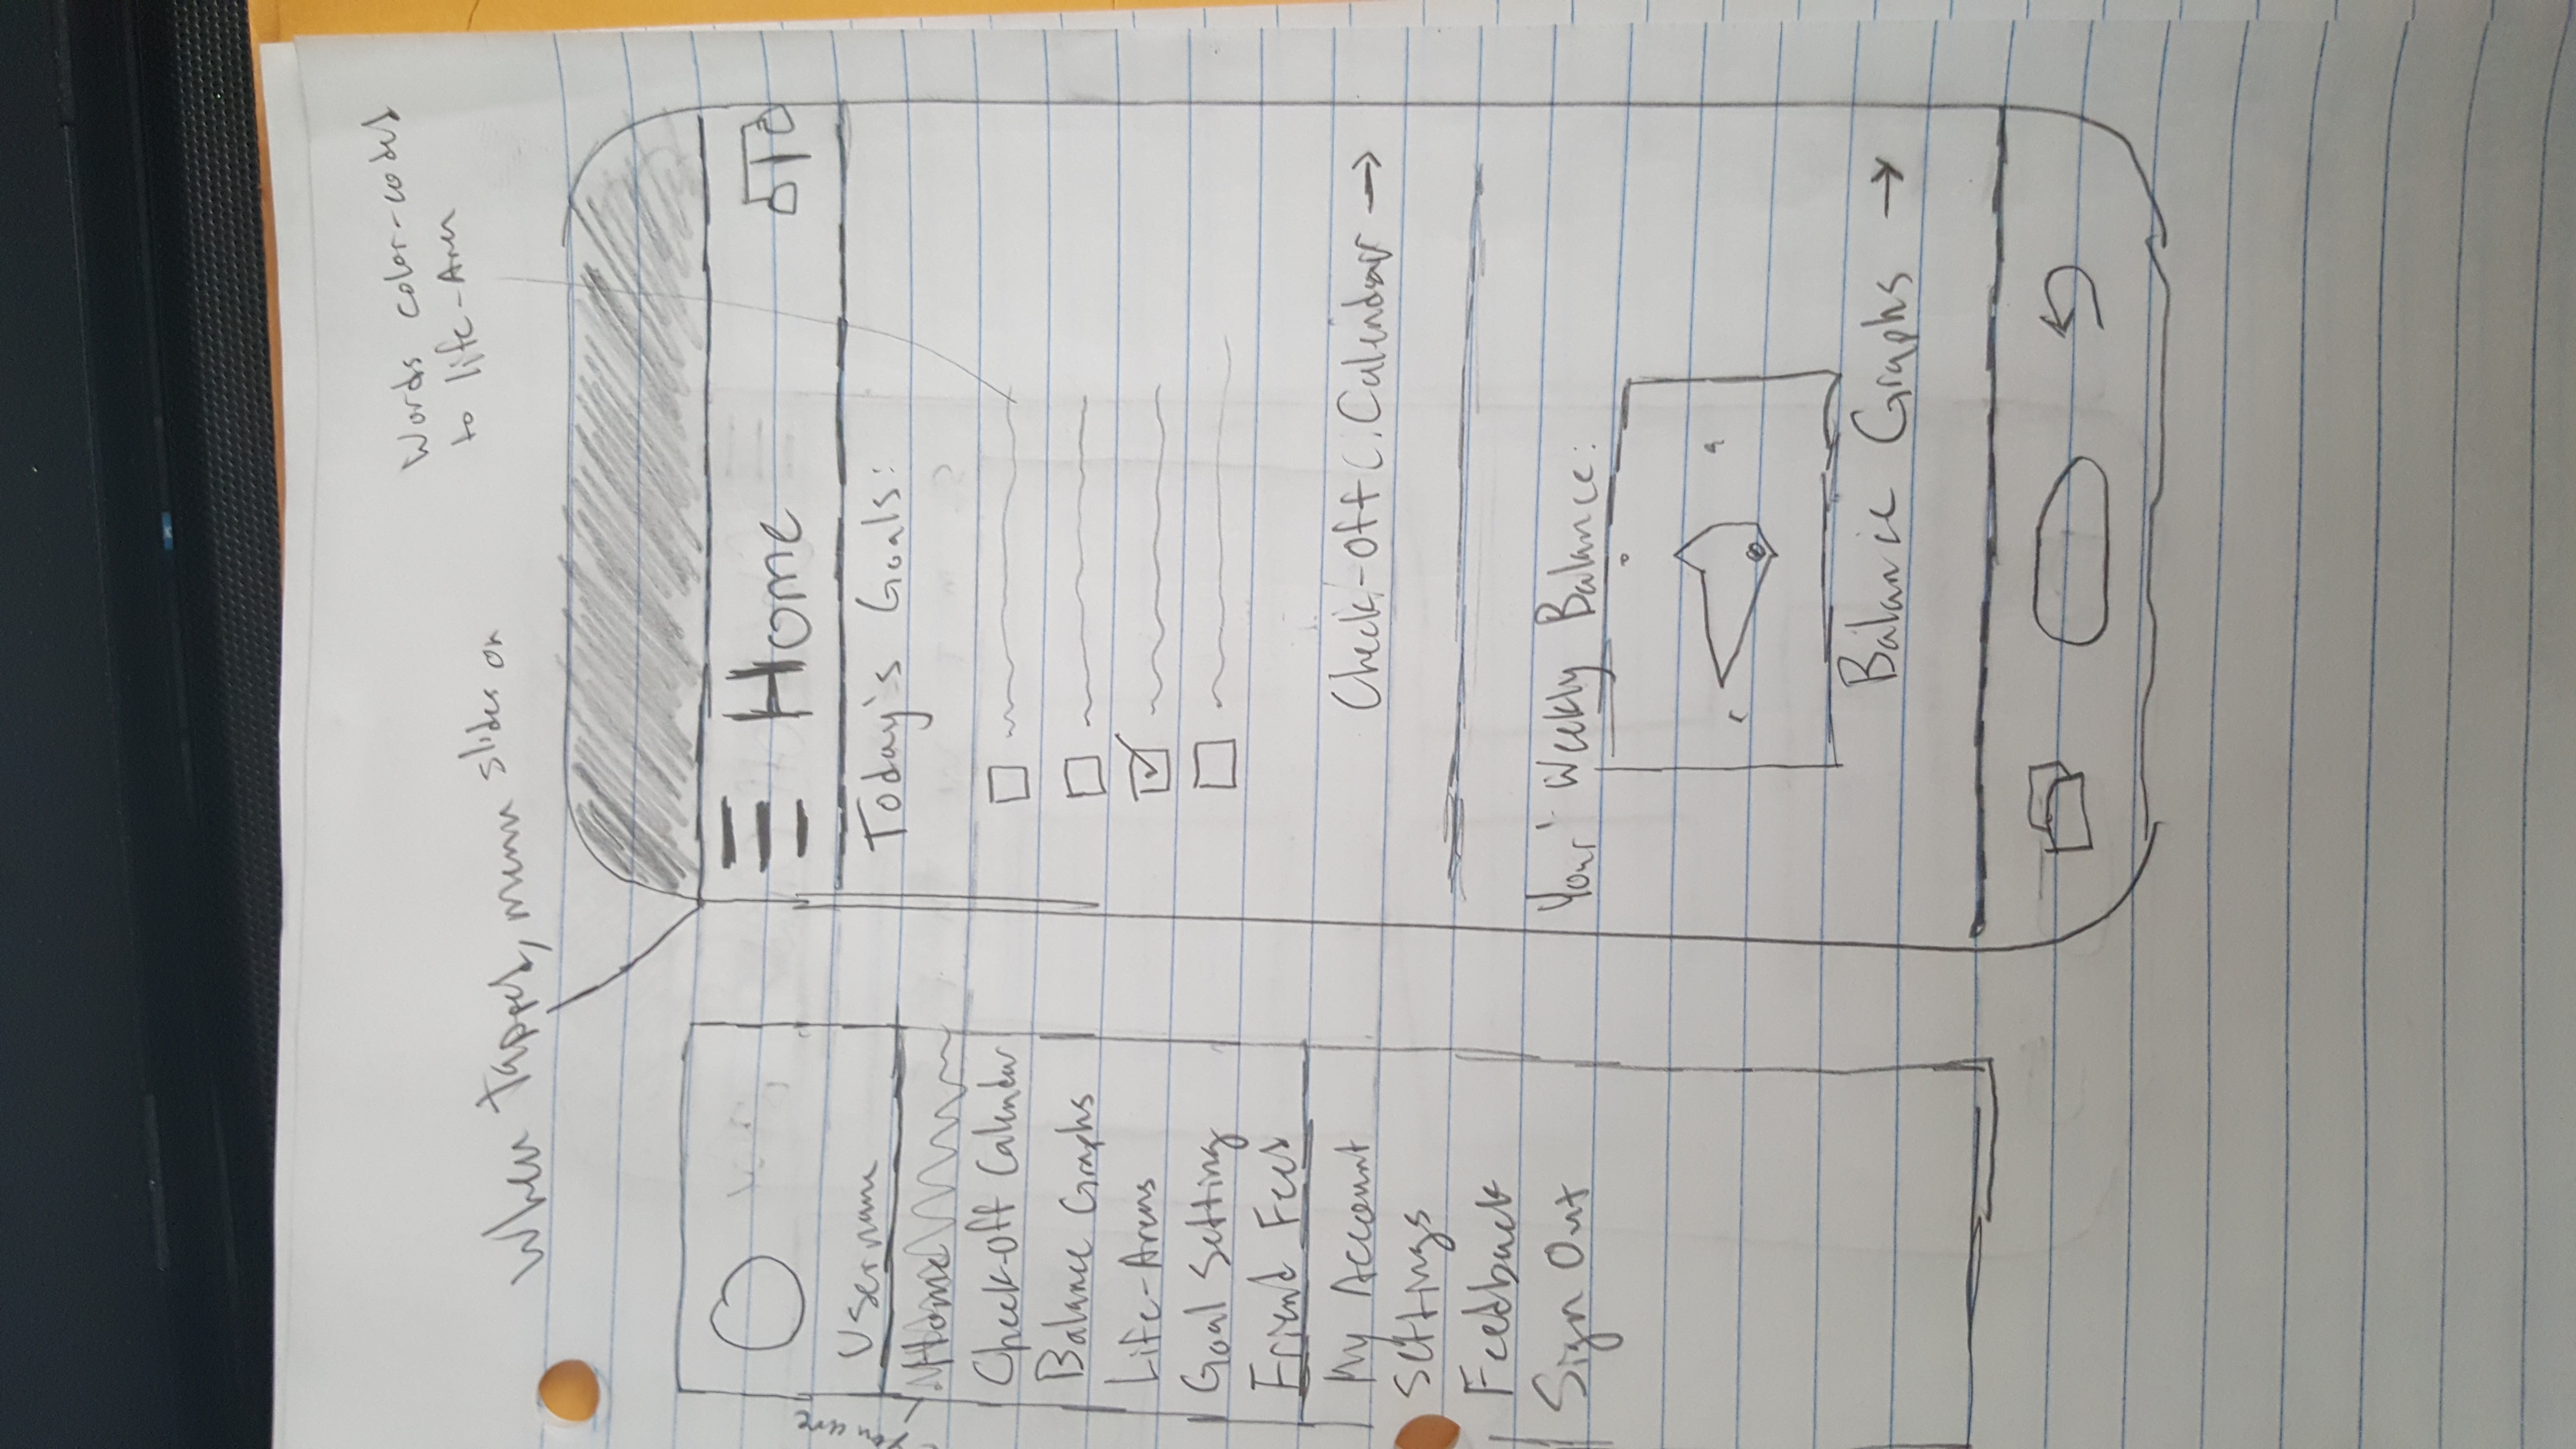 Words color-coded
to life-Area
When tapped, menu slides on
you are
Username
Home
Check-Off Calendar
Balance Graphs
Life-Areas
Goal Setting
Friend Feed
My Account
Settings
Feedback
Sign Out
Home
Today's Goals:
Check-Off Calendar →
Your Weekly Balance:
Balance Graphs →